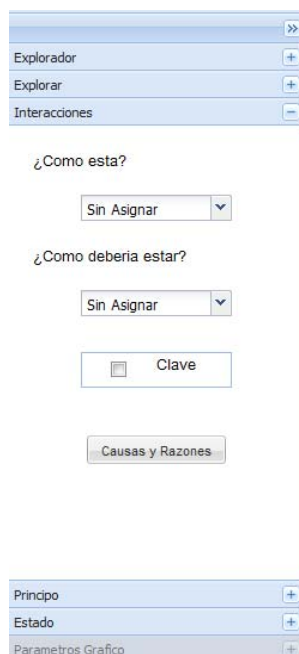 Explorador
Explorar
Interacciones
¿Como esta?
Sin Asignar
¿Como deberia estar?
Sin Asignar
Clave
Causas y Razones
Principo
Estado
Parametros Grafico